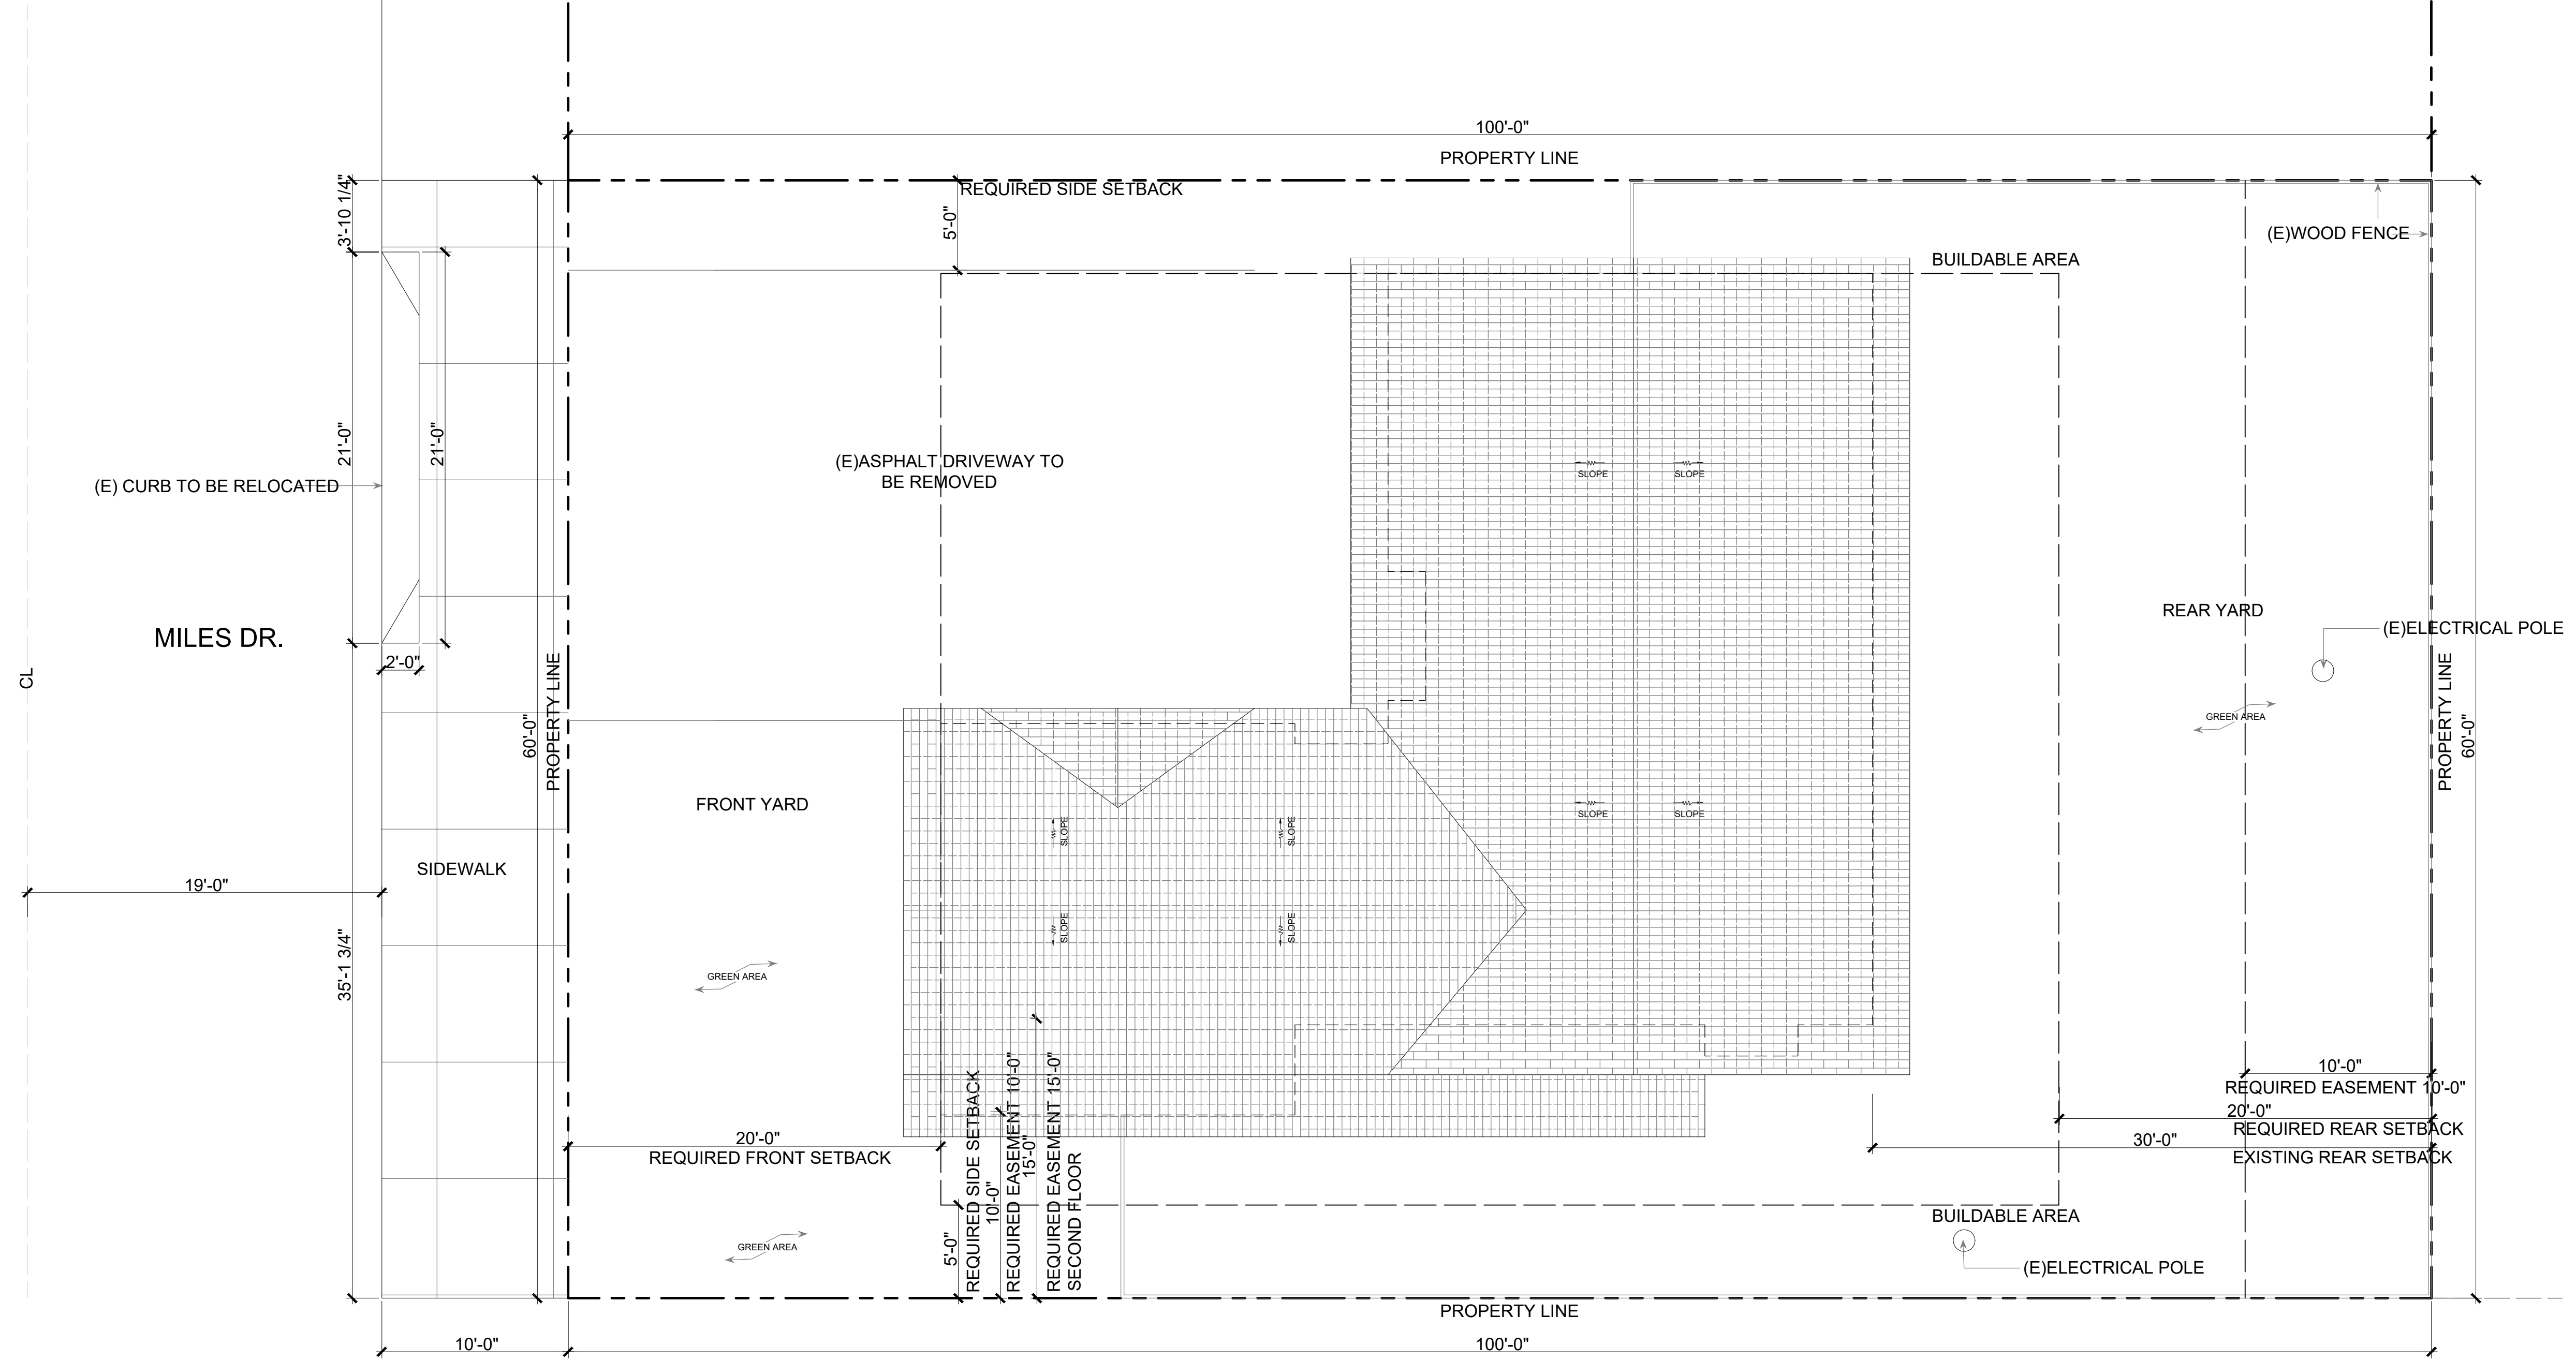 100'-0"
PROPERTY LINE
3'-10 1/4"
REQUIRED SIDE SETBACK
5'-0"
(E)WOOD FENCE
BUILDABLE AREA
21'-0"
21'-0"
(E)ASPHALT DRIVEWAY TO
BE REMOVED
SLOPE
SLOPE
(E) CURB TO BE RELOCATED
REAR YARD
(E)ELECTRICAL POLE
MILES DR.
2'-0"
CL
PROPERTY LINE
60'-0"
PROPERTY LINE
60'-0"
GREEN AREA
FRONT YARD
SLOPE
SLOPE
SLOPE
SLOPE
SIDEWALK
19'-0"
SLOPE
SLOPE
35'-1 3/4"
GREEN AREA
10'-0"
REQUIRED EASEMENT 10'-0"
20'-0"
REQUIRED REAR SETBACK
30'-0"
EXISTING REAR SETBACK
20'-0"
REQUIRED FRONT SETBACK
5'-0"
REQUIRED SIDE SETBACK
10'-0"
REQUIRED EASEMENT 10'-0"
15'-0"
REQUIRED EASEMENT 15'-0"
SECOND FLOOR
BUILDABLE AREA
GREEN AREA
(E)ELECTRICAL POLE
PROPERTY LINE
10'-0"
100'-0"